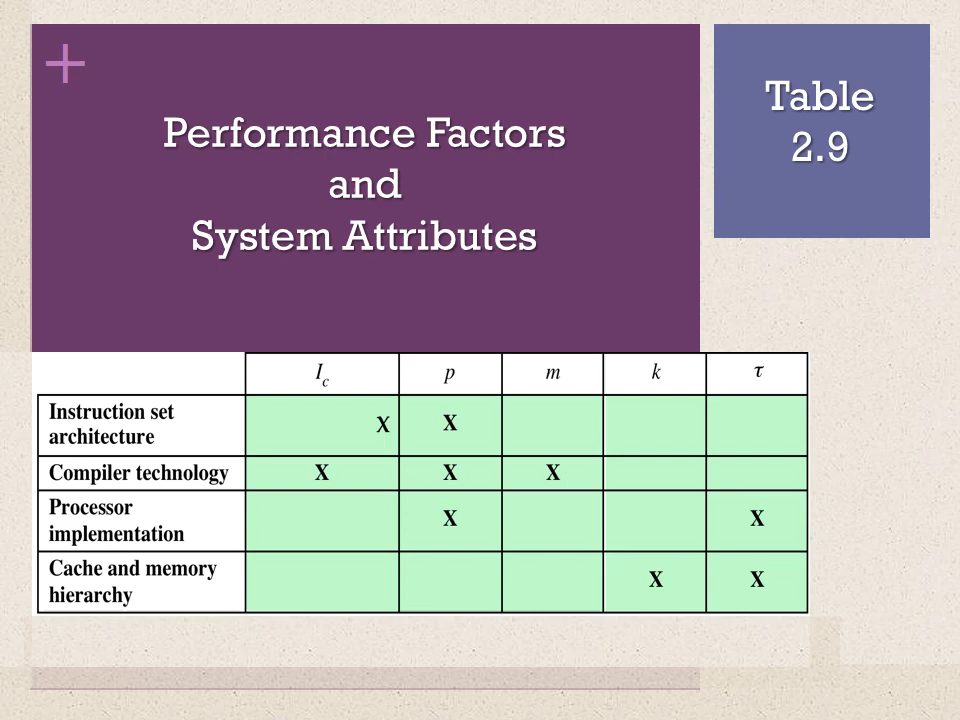 +
Performance Factors
and
System Attributes
Table
2.9
I_c p m k τ
Instruction set
architecture X X
Compiler technology X X X
Processor
implementation X X
Cache and memory
hierarchy X X